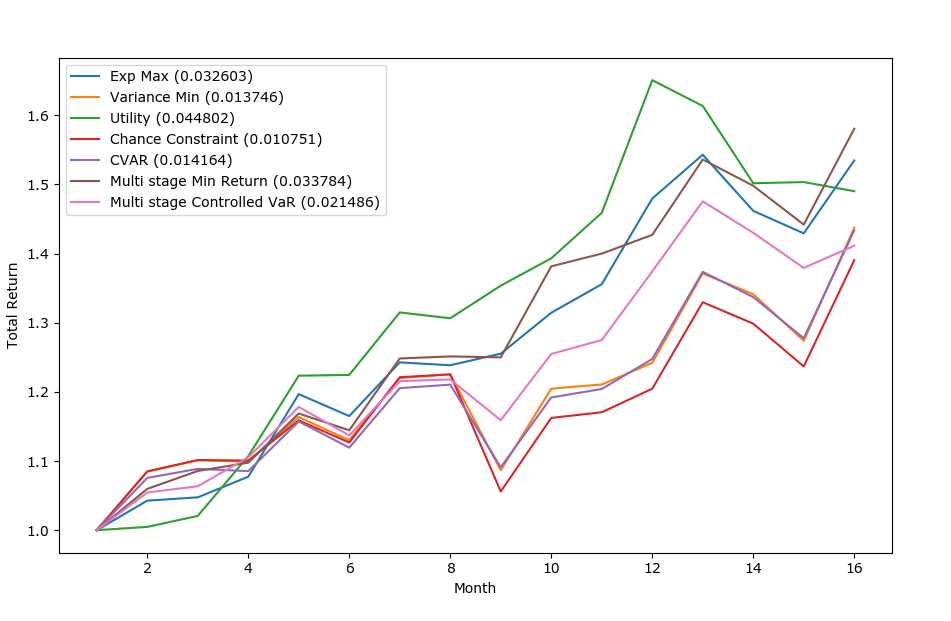 Exp Max (0.032603)
Variance Min (0.013746)
Utility (0.044802)
Chance Constraint (0.010751)
CVAR (0.014164)
Multi stage Min Return (0.033784)
Multi stage Controlled VaR (0.021486)
Total Return
1.6
1.5
1.4
1.3
1.2
1.1
1.0
2 4 6 8 10 12 14 16
Month